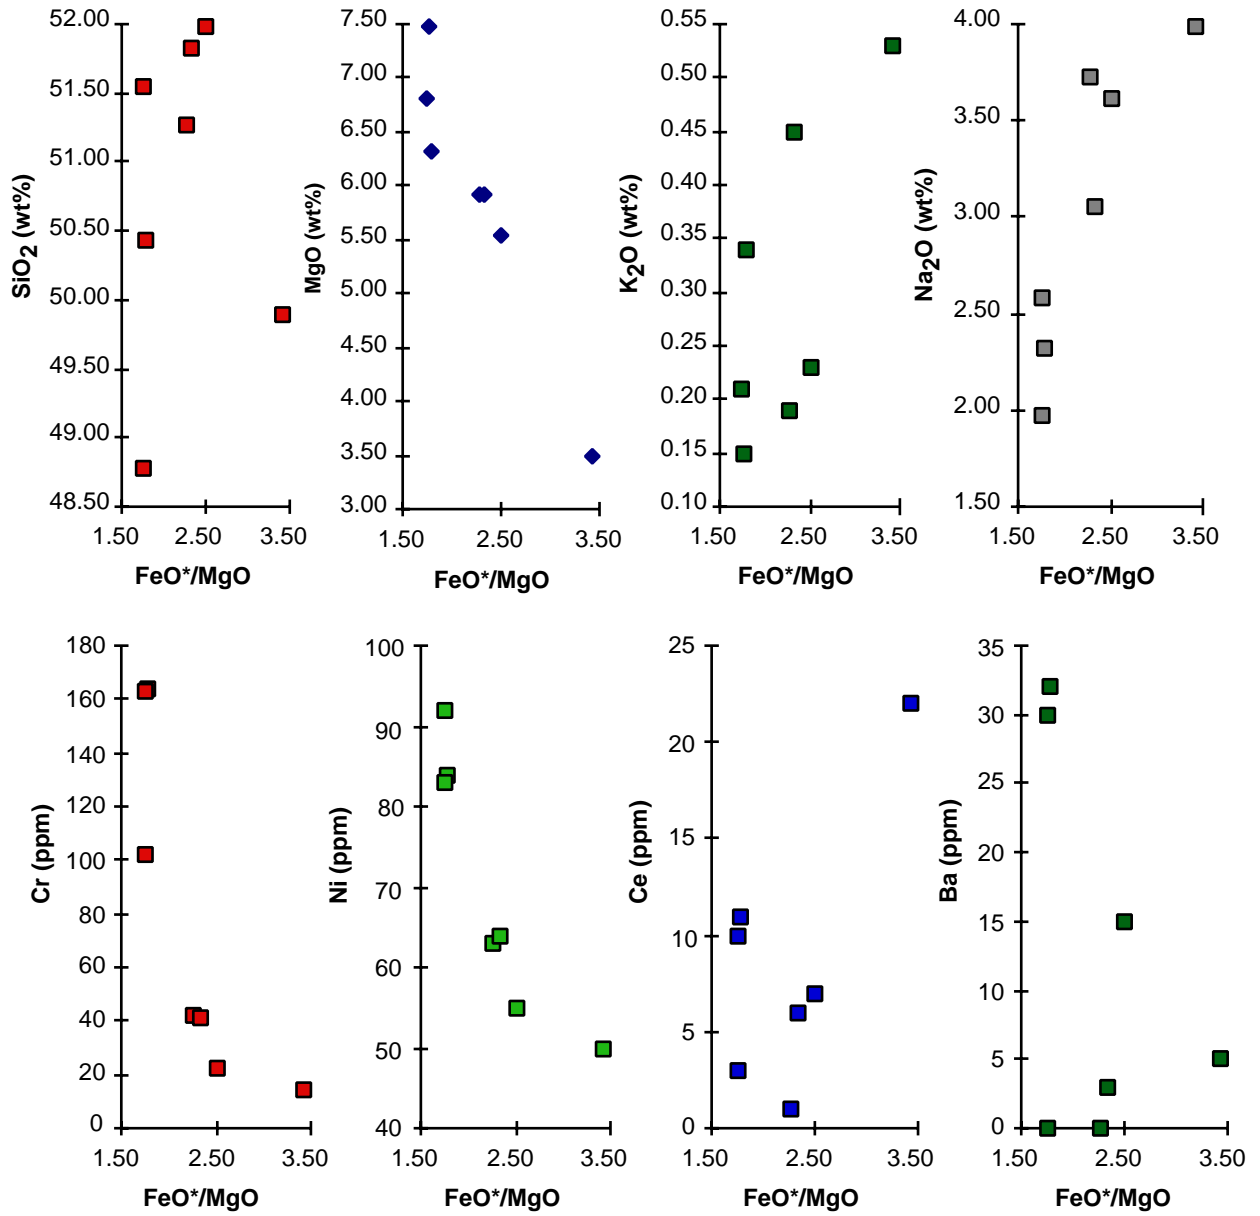 52.00
51.50
51.00
50.50
50.00
49.50
49.00
48.50
SiO2 (wt%)
1.50 2.50 3.50
FeO*/MgO
7.50
7.00
6.50
6.00
5.50
5.00
4.50
4.00
3.50
3.00
MgO (wt%)
1.50 2.50 3.50
FeO*/MgO
0.55
0.50
0.45
0.40
0.35
0.30
0.25
0.20
0.15
0.10
K2O (wt%)
1.50 2.50 3.50
FeO*/MgO
4.00
3.50
3.00
2.50
2.00
1.50
Na2O (wt%)
1.50 2.50 3.50
FeO*/MgO
180
160
140
120
100
80
60
40
20
0
Cr (ppm)
1.50 2.50 3.50
FeO*/MgO
100
90
80
70
60
50
40
Ni (ppm)
1.50 2.50 3.50
FeO*/MgO
25
20
15
10
5
0
Ce (ppm)
1.50 2.50 3.50
FeO*/MgO
35
30
25
20
15
10
5
0
Ba (ppm)
1.50 2.50 3.50
FeO*/MgO